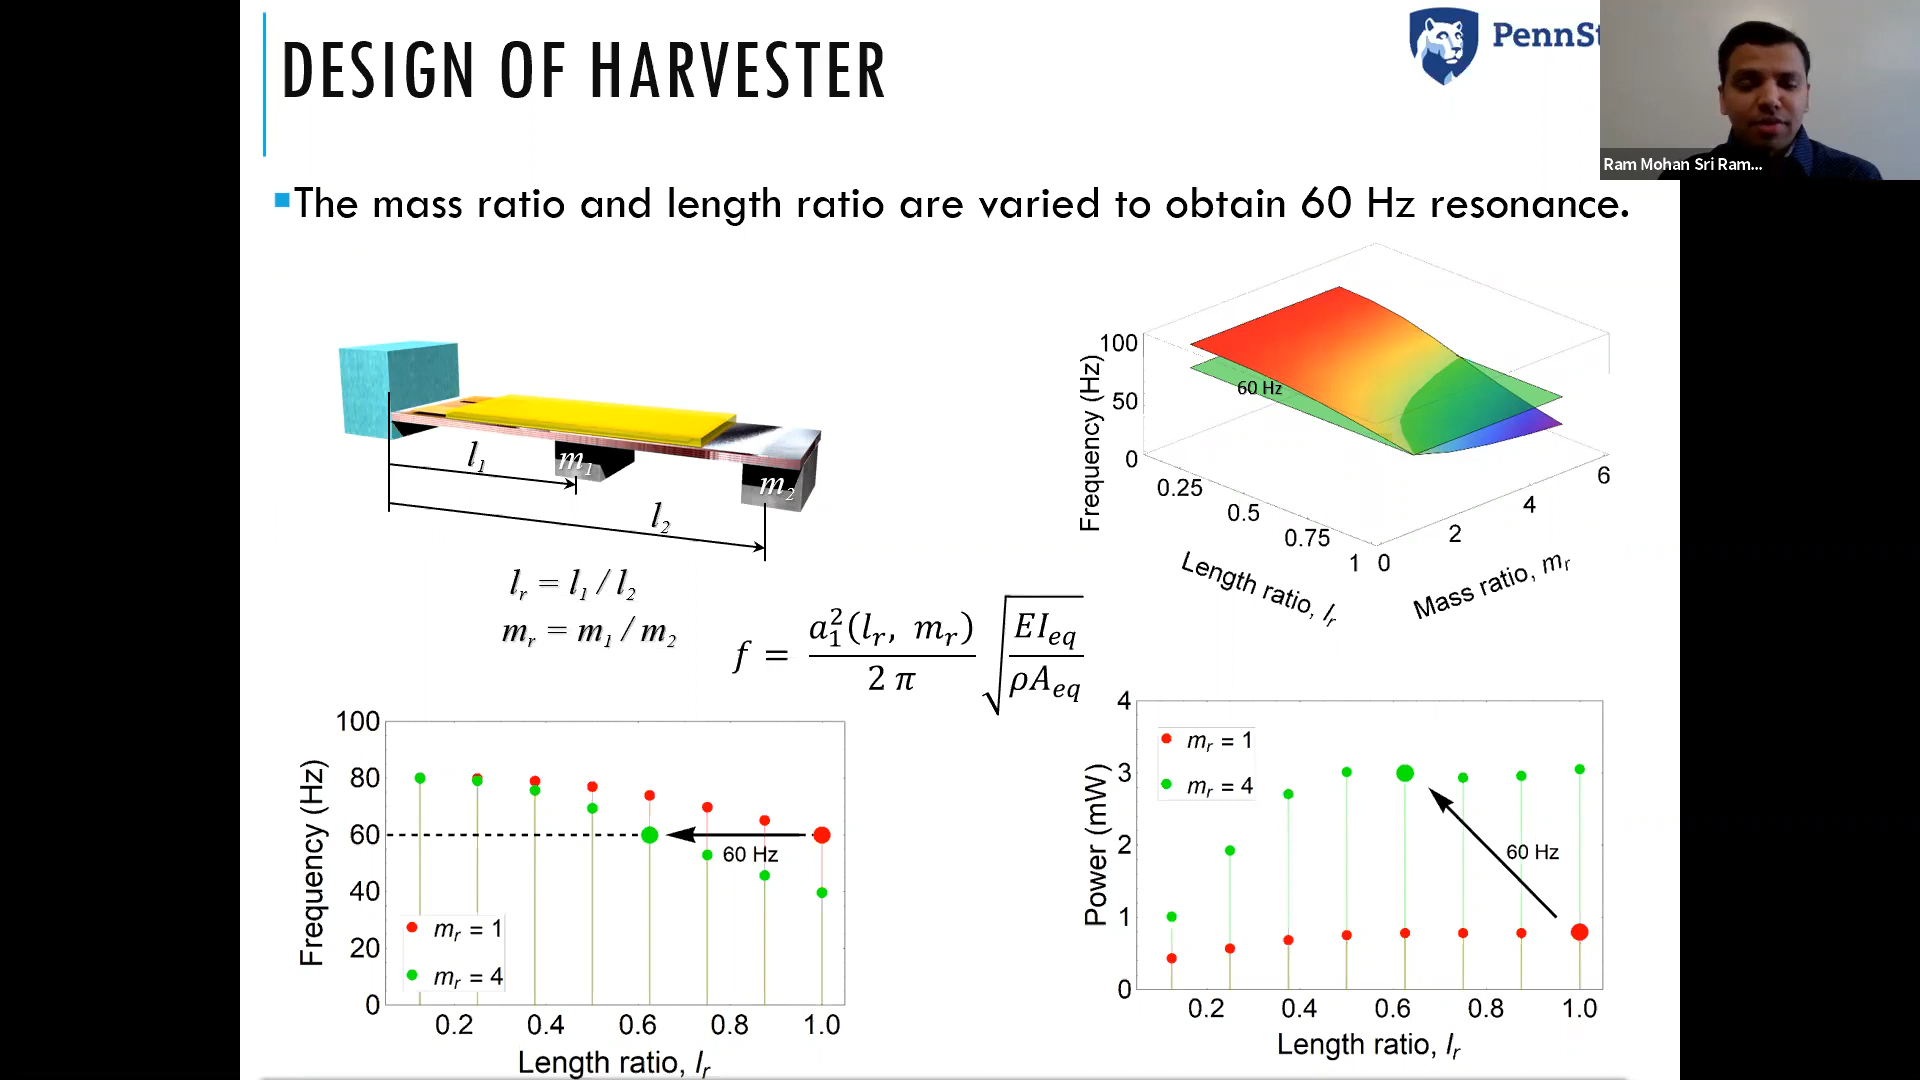 DESIGN OF HARVESTER
PennSt
Ram Mohan Sri Ram...
The mass ratio and length ratio are varied to obtain 60 Hz resonance.
l₁
m₁
m₂
l₂
lᵣ = l₁ / l₂
mᵣ = m₁ / m₂
f = a₁²(lᵣ, mᵣ) / 2 π √(EI_eq / ρA_eq)
Frequency (Hz)
100
50
0
60 Hz
0.25
0.5
0.75
1
0
2
4
6
Length ratio, lᵣ
Mass ratio, mᵣ
Frequency (Hz)
100
80
60
40
20
0
60 Hz
mᵣ = 1
mᵣ = 4
0.2 0.4 0.6 0.8 1.0
Length ratio, lᵣ
Power (mW)
4
3
2
1
0
mᵣ = 1
mᵣ = 4
60 Hz
0.2 0.4 0.6 0.8 1.0
Length ratio, lᵣ